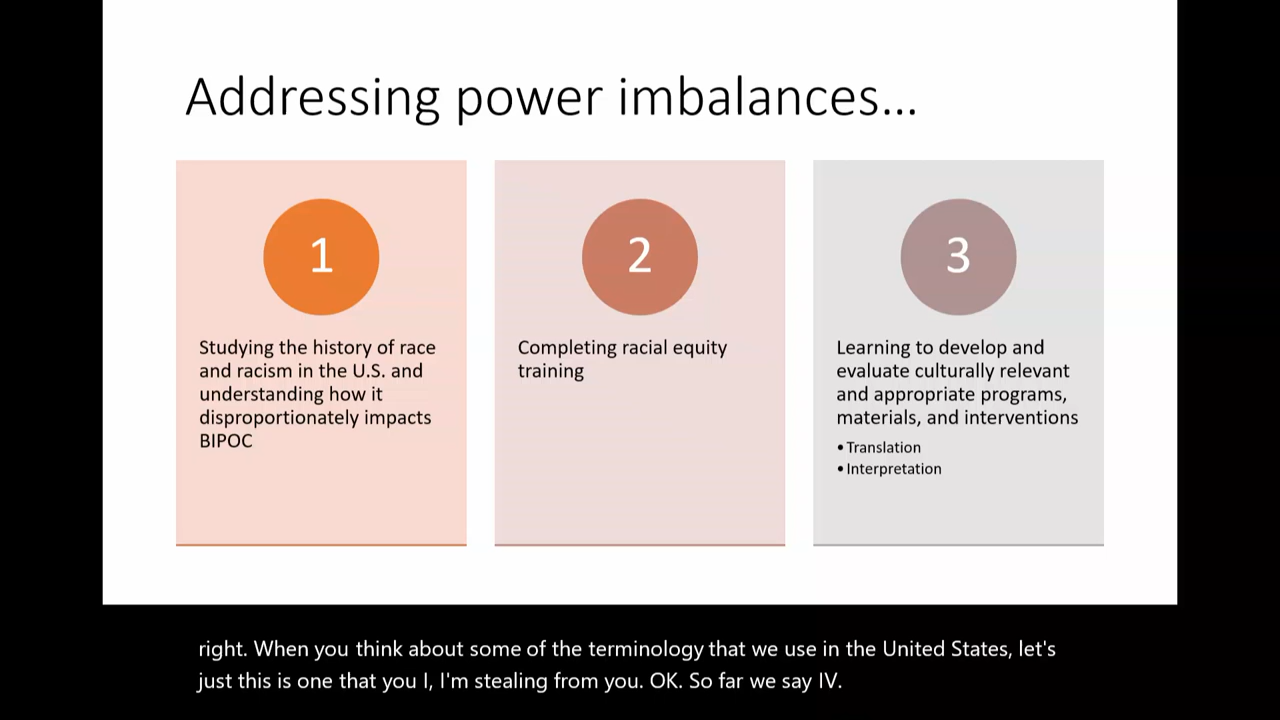 Addressing power imbalances...
1
Studying the history of race
and racism in the U.S. and
understanding how it
disproportionately impacts
BIPOC
2
Completing racial equity
training
3
Learning to develop and
evaluate culturally relevant
and appropriate programs,
materials, and interventions
•Translation
•Interpretation
right. When you think about some of the terminology that we use in the United States, let's
just this is one that you I, I'm stealing from you. OK. So far we say IV.